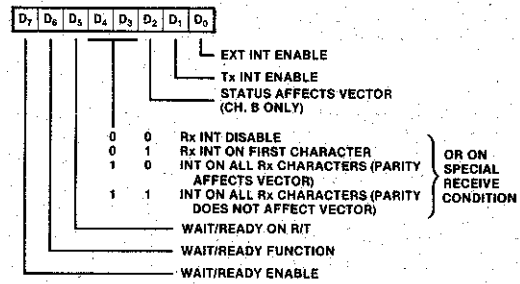 D7 D6 D5 D4 D3 D2 D1 D0
EXT INT ENABLE
Tx INT ENABLE
STATUS AFFECTS VECTOR
(CH. B ONLY)
0 0 Rx INT DISABLE
0 1 Rx INT ON FIRST CHARACTER
1 0 INT ON ALL Rx CHARACTERS (PARITY
AFFECTS VECTOR)
1 1 INT ON ALL Rx CHARACTERS (PARITY
DOES NOT AFFECT VECTOR)
OR ON
SPECIAL
RECEIVE
CONDITION
WAIT/READY ON R/T
WAIT/READY FUNCTION
WAIT/READY ENABLE